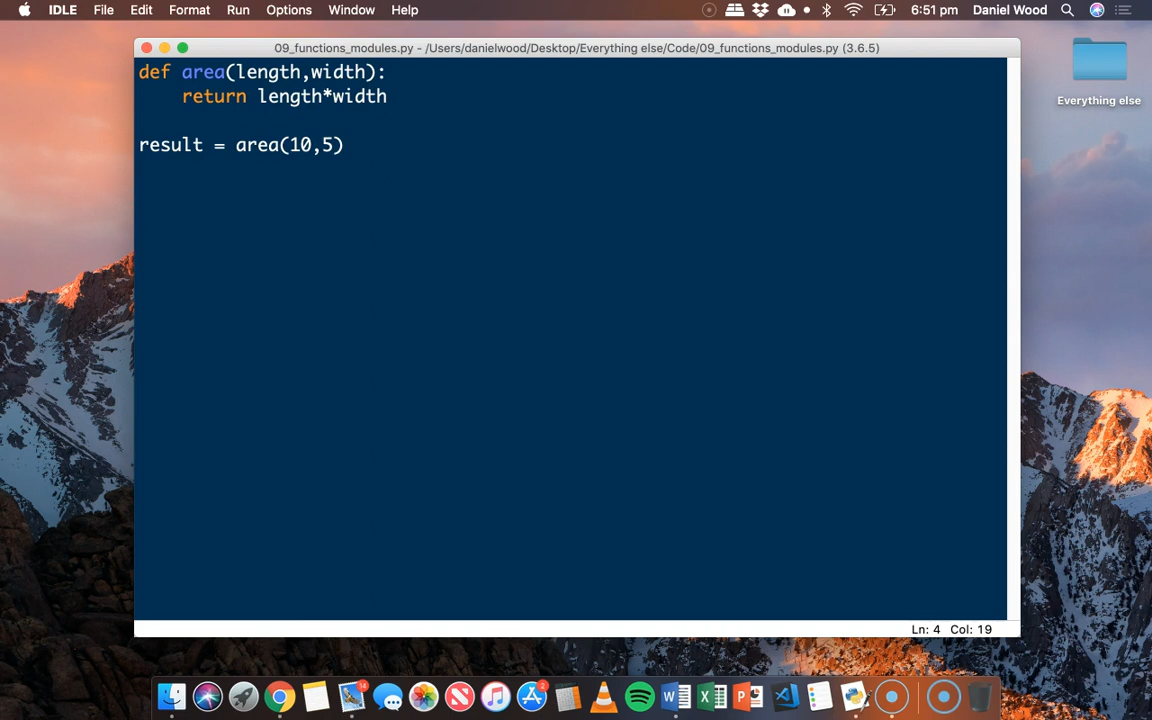 IDLE File Edit Format Run Options Window Help 6:51 pm Daniel Wood
09_functions_modules.py - /Users/danielwood/Desktop/Everything else/Code/09_functions_modules.py (3.6.5)
def area(length,width):
    return length*width
result = area(10,5)
Everything else
Ln: 4 Col: 19